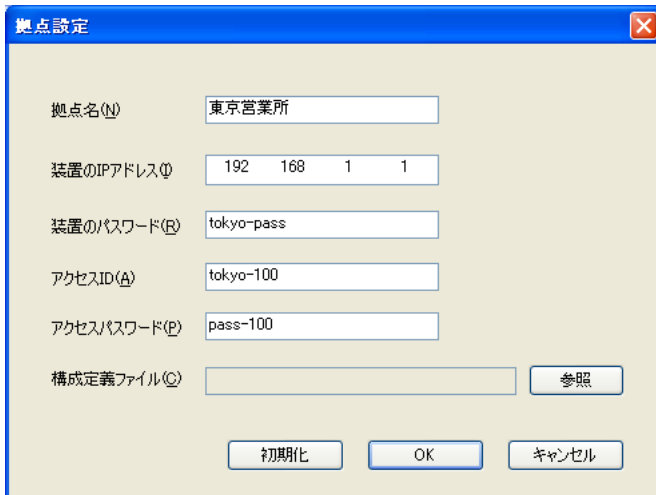 拠点設定
拠点名(N) 東京営業所
装置のIPアドレス(I) 192 168 1 1
装置のパスワード(R) tokyo-pass
アクセスID(A) tokyo-100
アクセスパスワード(P) pass-100
構成定義ファイル(C) 参照
初期化 OK キャンセル